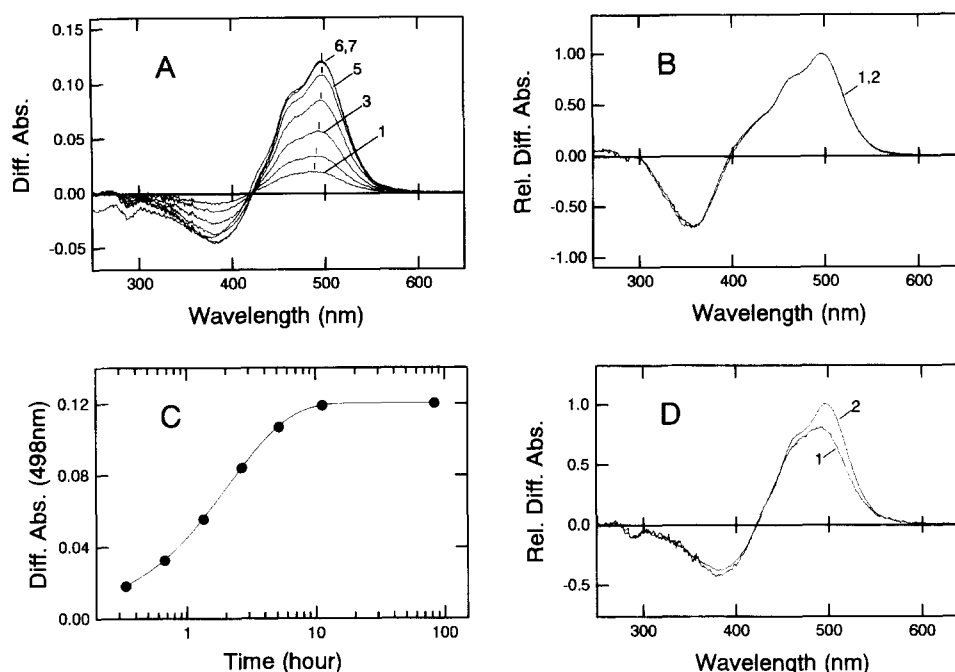 A
Diff. Abs.
0.15
0.10
0.05
0.00
-0.05
6,7
5
3
1
300 400 500 600
Wavelength (nm)
B
Rel. Diff. Abs.
1.00
0.50
0.00
-0.50
-1.00
1,2
300 400 500 600
Wavelength (nm)
C
Diff. Abs. (498nm)
0.12
0.08
0.04
0.00
1 10 100
Time (hour)
D
Rel. Diff. Abs.
1.0
0.5
0.0
-0.5
2
1
300 400 500 600
Wavelength (nm)